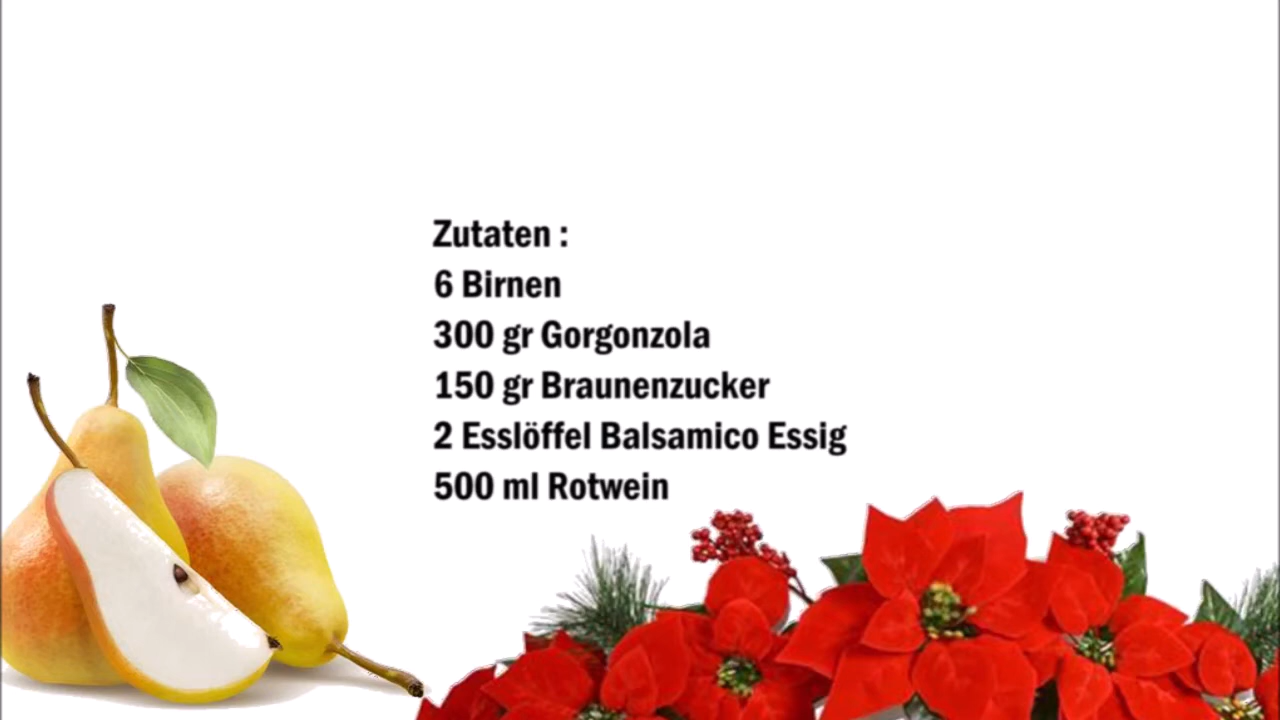 Zutaten :
6 Birnen
300 gr Gorgonzola
150 gr Braunenzucker
2 Esslöffel Balsamico Essig
500 ml Rotwein